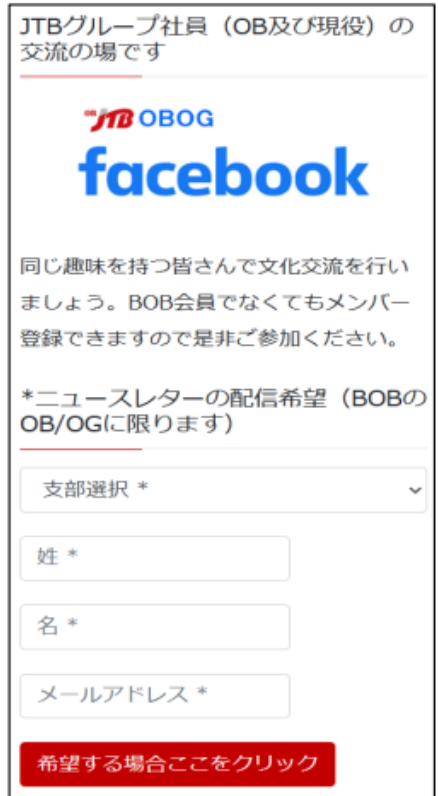 JTBグループ社員（OB及び現役）の
交流の場です
JTB OBOG
facebook
同じ趣味を持つ皆さんで文化交流を行い
ましょう。BOB会員でなくてもメンバー
登録できますので是非ご参加ください。
*ニュースレターの配信希望（BOBの
OB/OGに限ります）
支部選択 *
姓 *
名 *
メールアドレス *
希望する場合ここをクリック